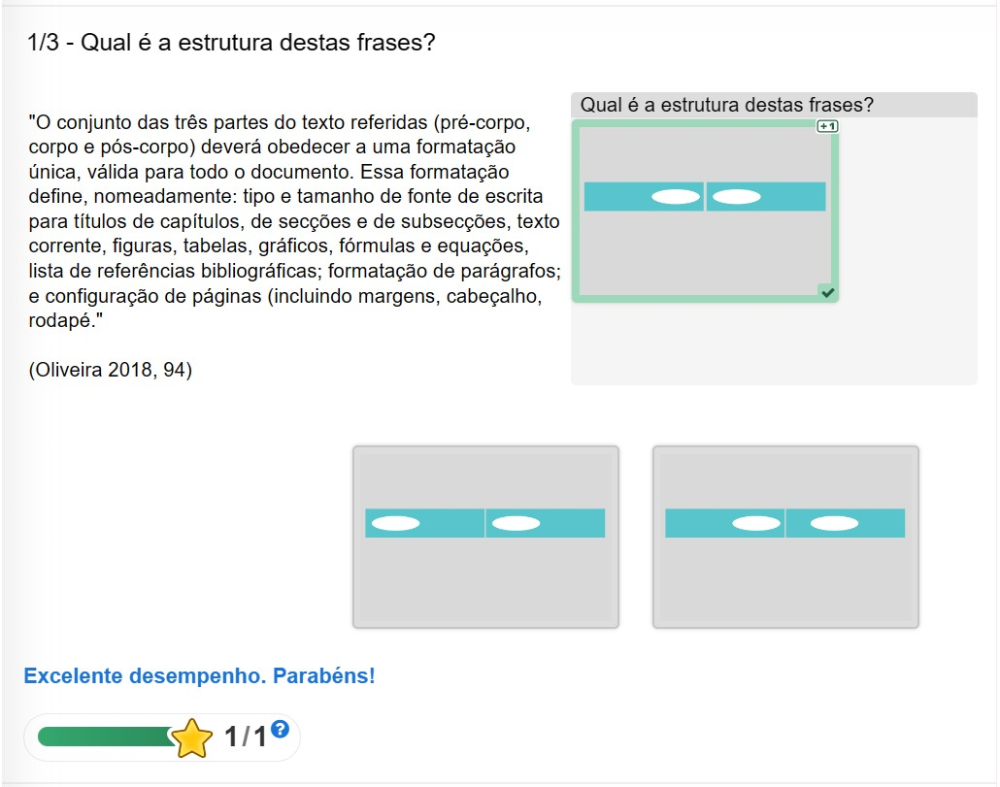 1/3 - Qual é a estrutura destas frases?
"O conjunto das três partes do texto referidas (pré-corpo,
corpo e pós-corpo) deverá obedecer a uma formatação
única, válida para todo o documento. Essa formatação
define, nomeadamente: tipo e tamanho de fonte de escrita
para títulos de capítulos, de secções e de subsecções, texto
corrente, figuras, tabelas, gráficos, fórmulas e equações,
lista de referências bibliográficas; formatação de parágrafos;
e configuração de páginas (incluindo margens, cabeçalho,
rodapé."
(Oliveira 2018, 94)
Qual é a estrutura destas frases?
+1
Excelente desempenho. Parabéns!
1/1
?